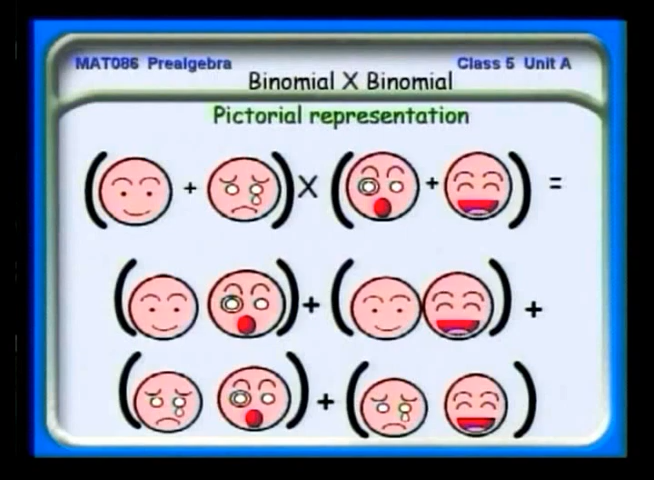 MAT086 Prealgebra
Class 5 Unit A
Binomial X Binomial
Pictorial representation
( + ) X ( + ) =
( ) + ( ) +
( ) + ( )